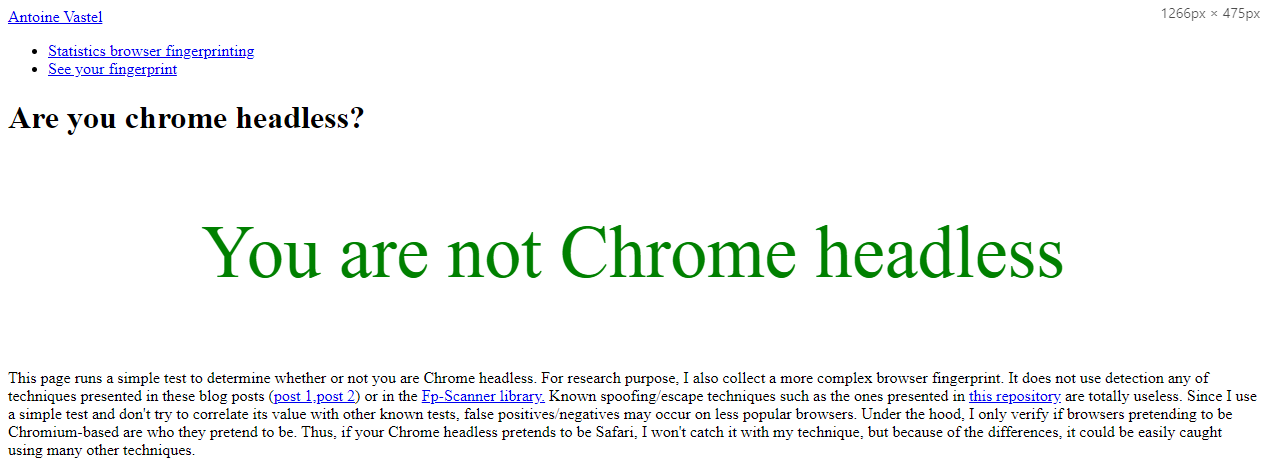 Antoine Vastel
1266px × 475px
• Statistics browser fingerprinting
• See your fingerprint
Are you chrome headless?
You are not Chrome headless
This page runs a simple test to determine whether or not you are Chrome headless. For research purpose, I also collect a more complex browser fingerprint. It does not use detection any of
techniques presented in these blog posts (post 1,post 2) or in the Fp-Scanner library. Known spoofing/escape techniques such as the ones presented in this repository are totally useless. Since I use
a simple test and don't try to correlate its value with other known tests, false positives/negatives may occur on less popular browsers. Under the hood, I only verify if browsers pretending to be
Chromium-based are who they pretend to be. Thus, if your Chrome headless pretends to be Safari, I won't catch it with my technique, but because of the differences, it could be easily caught
using many other techniques.